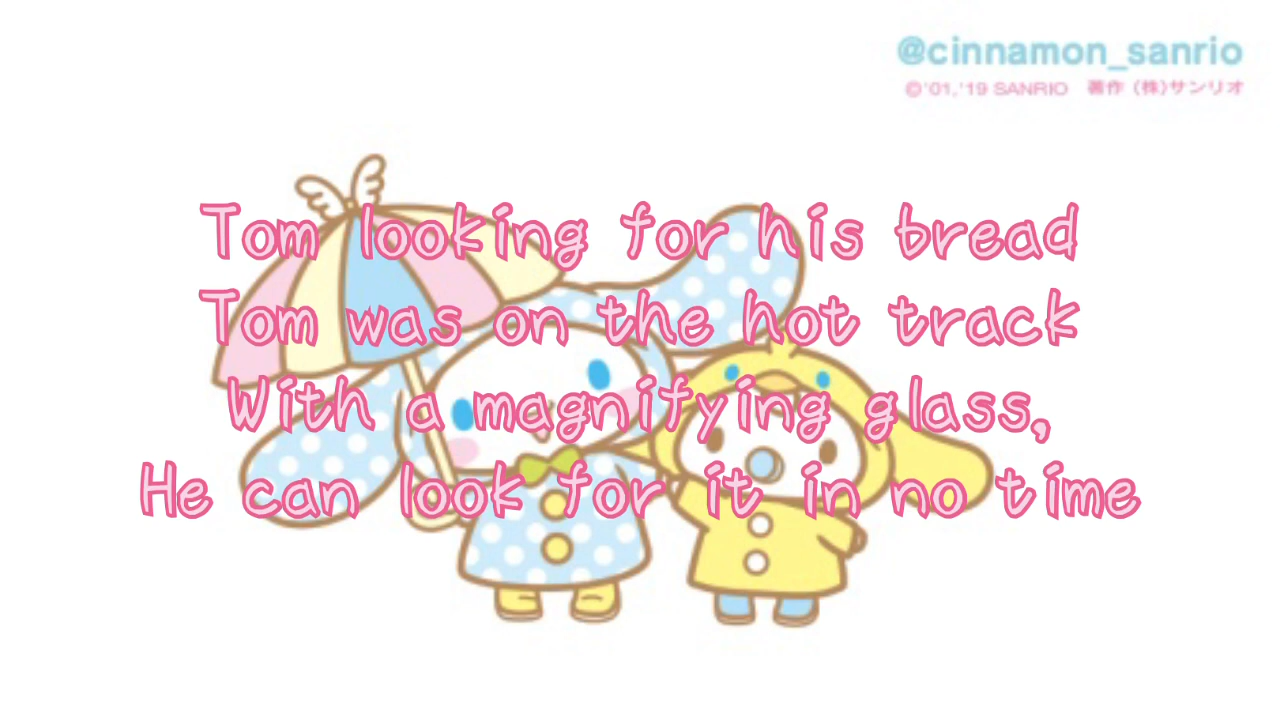 @cinnamon_sanrio
©'01,'19 SANRIO 著作（株）サンリオ
Tom looking for his bread
Tom was on the hot track
With a magnifying glass,
He can look for it in no time